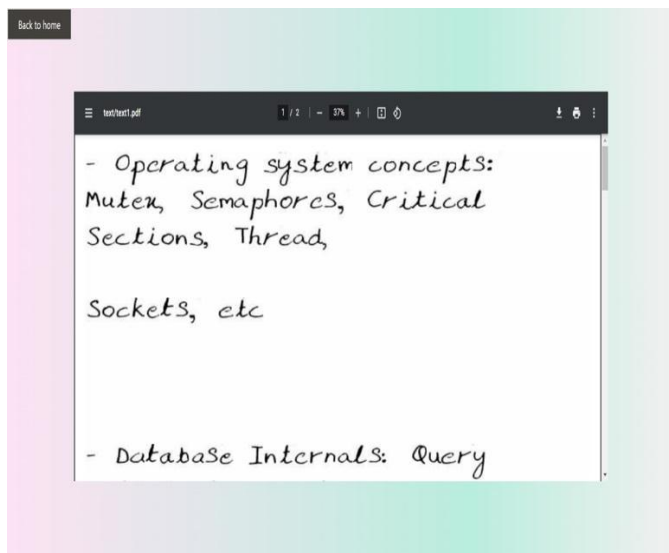 Back to home
text/text1.pdf 1 / 2 − 37% +
- Operating system concepts:
Mutex, Semaphores, Critical
Sections, Thread,
Sockets, etc
- Database Internals: Query